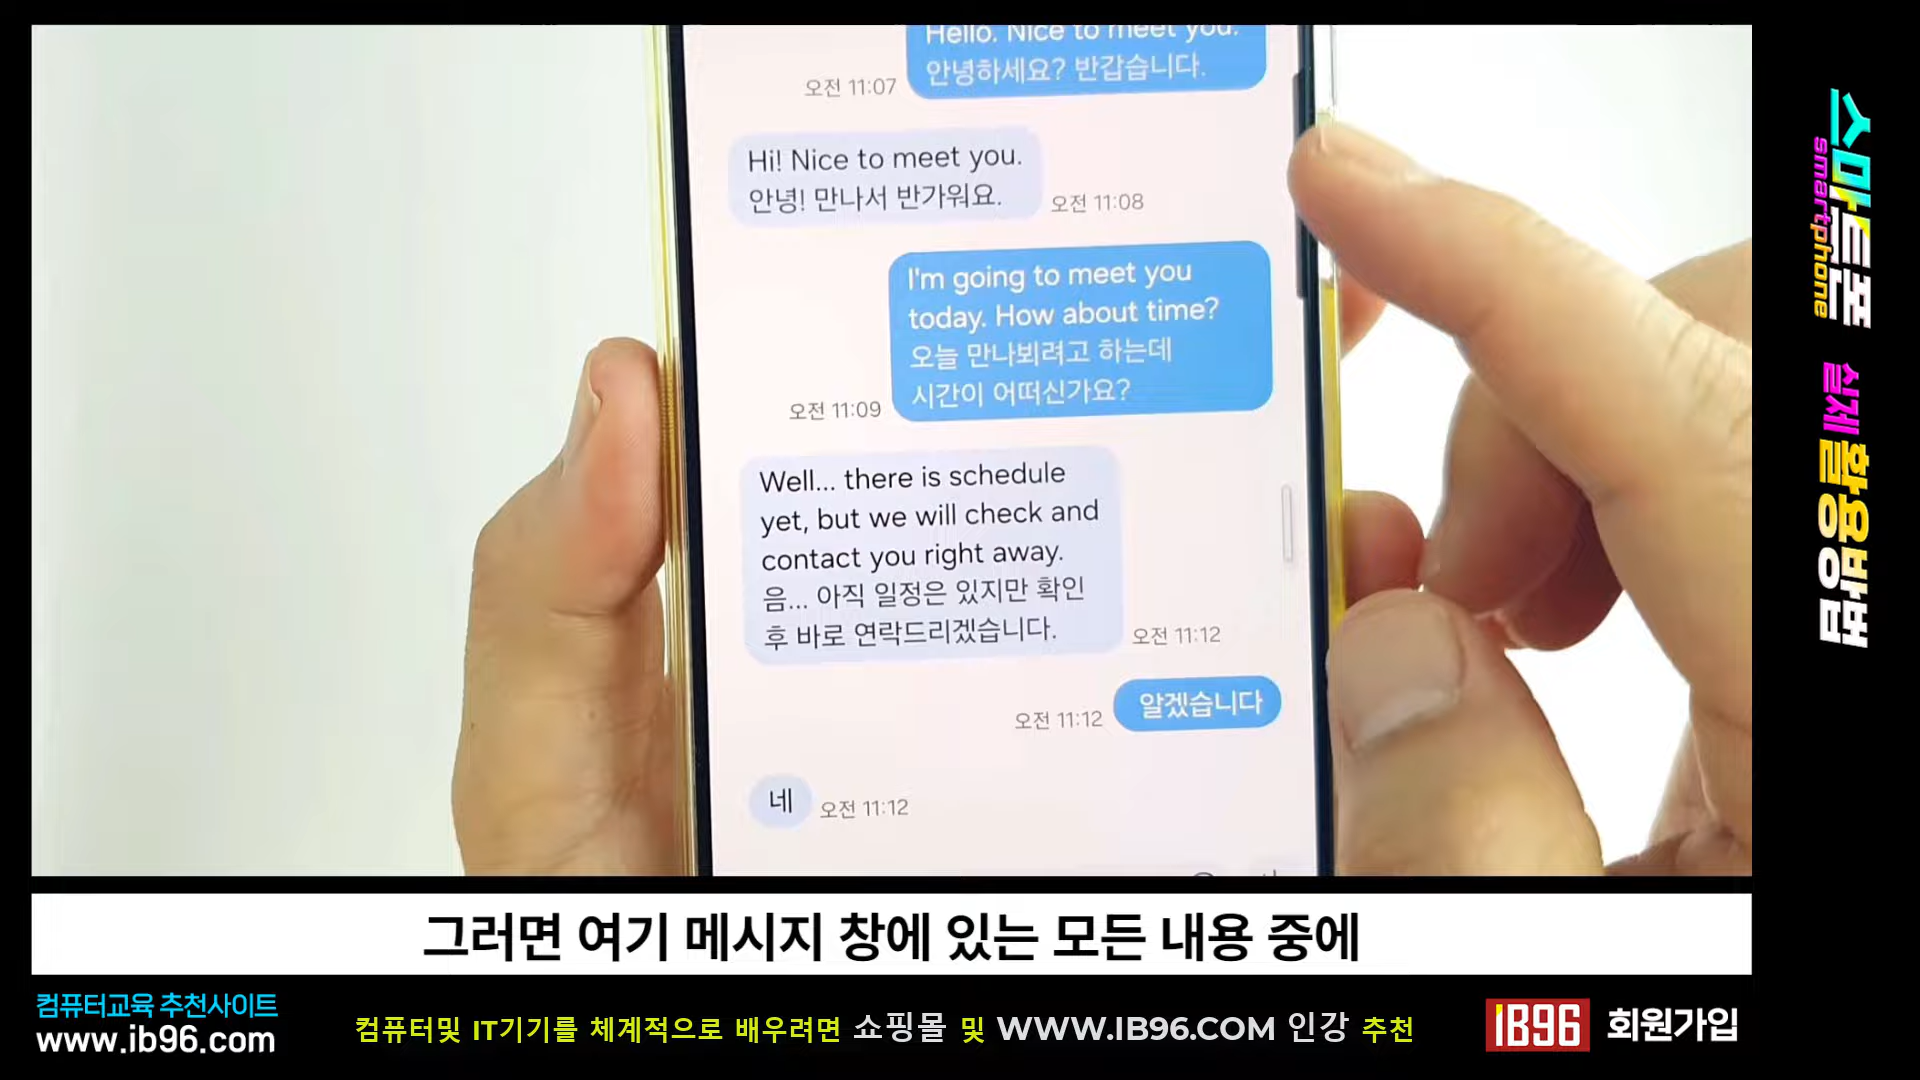 Hello. Nice to meet you.
안녕하세요? 반갑습니다.
오전 11:07
Hi! Nice to meet you.
안녕! 만나서 반가워요.
오전 11:08
I'm going to meet you
today. How about time?
오늘 만나뵈려고 하는데
시간이 어떠신가요?
오전 11:09
Well... there is schedule
yet, but we will check and
contact you right away.
음... 아직 일정은 있지만 확인
후 바로 연락드리겠습니다.
오전 11:12
알겠습니다
오전 11:12
네
오전 11:12
스마트폰
smartphone
실제 활용방법
그러면 여기 메시지 창에 있는 모든 내용 중에
컴퓨터교육 추천사이트
www.ib96.com
컴퓨터및 IT기기를 체계적으로 배우려면 쇼핑몰 및 WWW.IB96.COM 인강 추천
IB96 회원가입